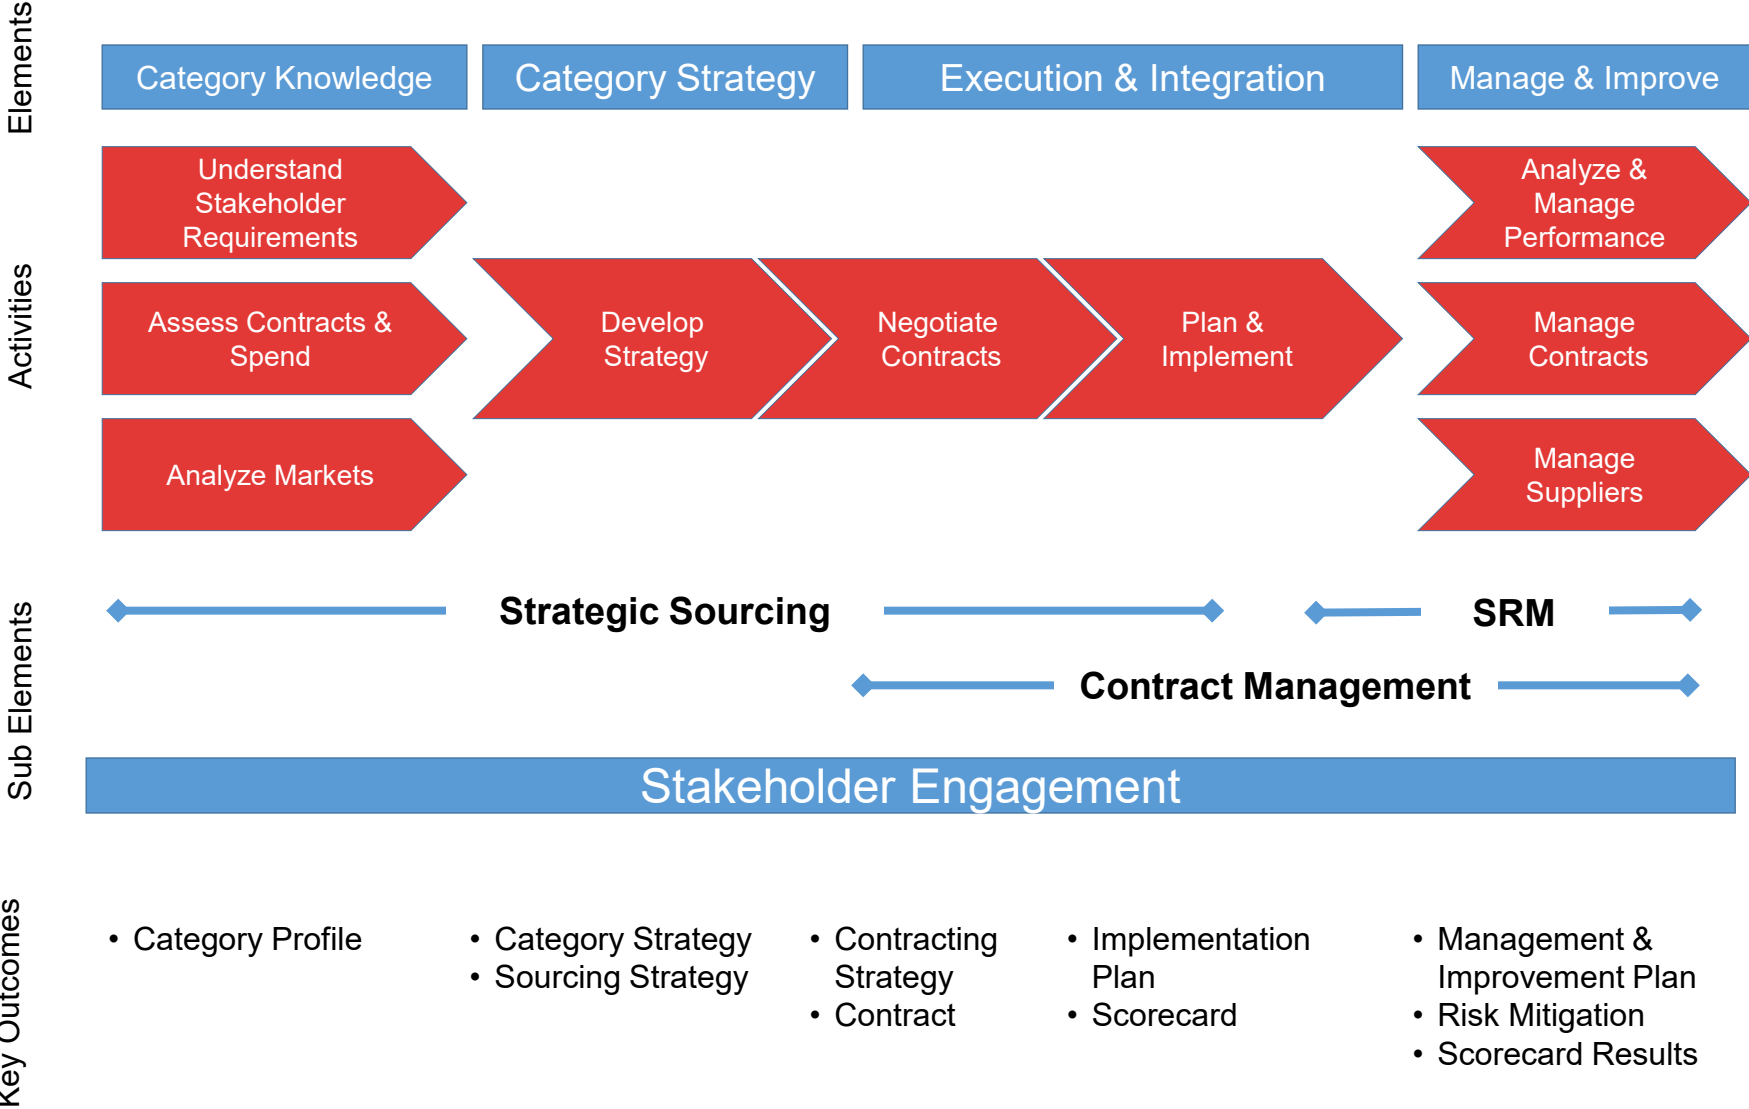 Elements
Category Knowledge
Category Strategy
Execution & Integration
Manage & Improve
Activities
Understand
Stakeholder
Requirements
Assess Contracts &
Spend
Analyze Markets
Develop
Strategy
Negotiate
Contracts
Plan &
Implement
Analyze &
Manage
Performance
Manage
Contracts
Manage
Suppliers
Sub Elements
Strategic Sourcing
SRM
Contract Management
Stakeholder Engagement
Key Outcomes
• Category Profile
• Category Strategy
• Sourcing Strategy
• Contracting
Strategy
• Contract
• Implementation
Plan
• Scorecard
• Management &
Improvement Plan
• Risk Mitigation
• Scorecard Results